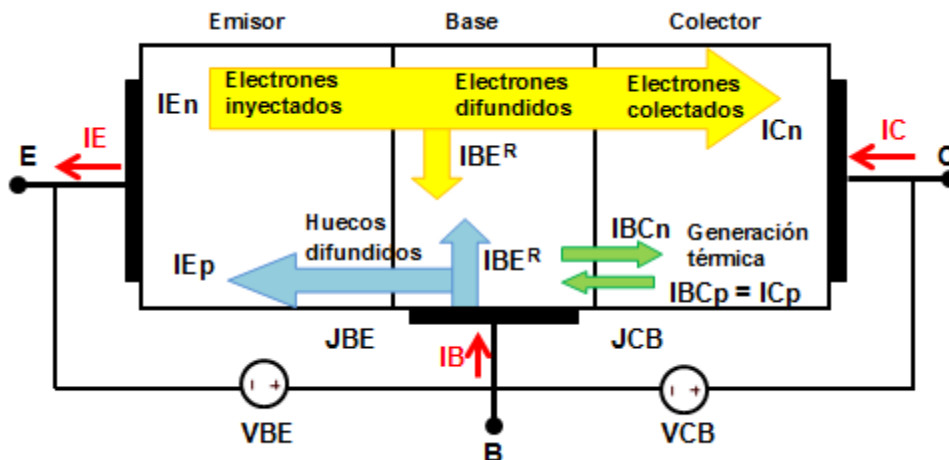 Emisor Base Colector
Electrones inyectados
Electrones difundidos
Electrones colectados
IEn
ICn
IE
E
IC
C
IBE^R
Huecos difundidos
IBE^R
IEp
IBCn
Generación térmica
IBCp = ICp
JBE
IB
JCB
- +
- +
VBE
VCB
B